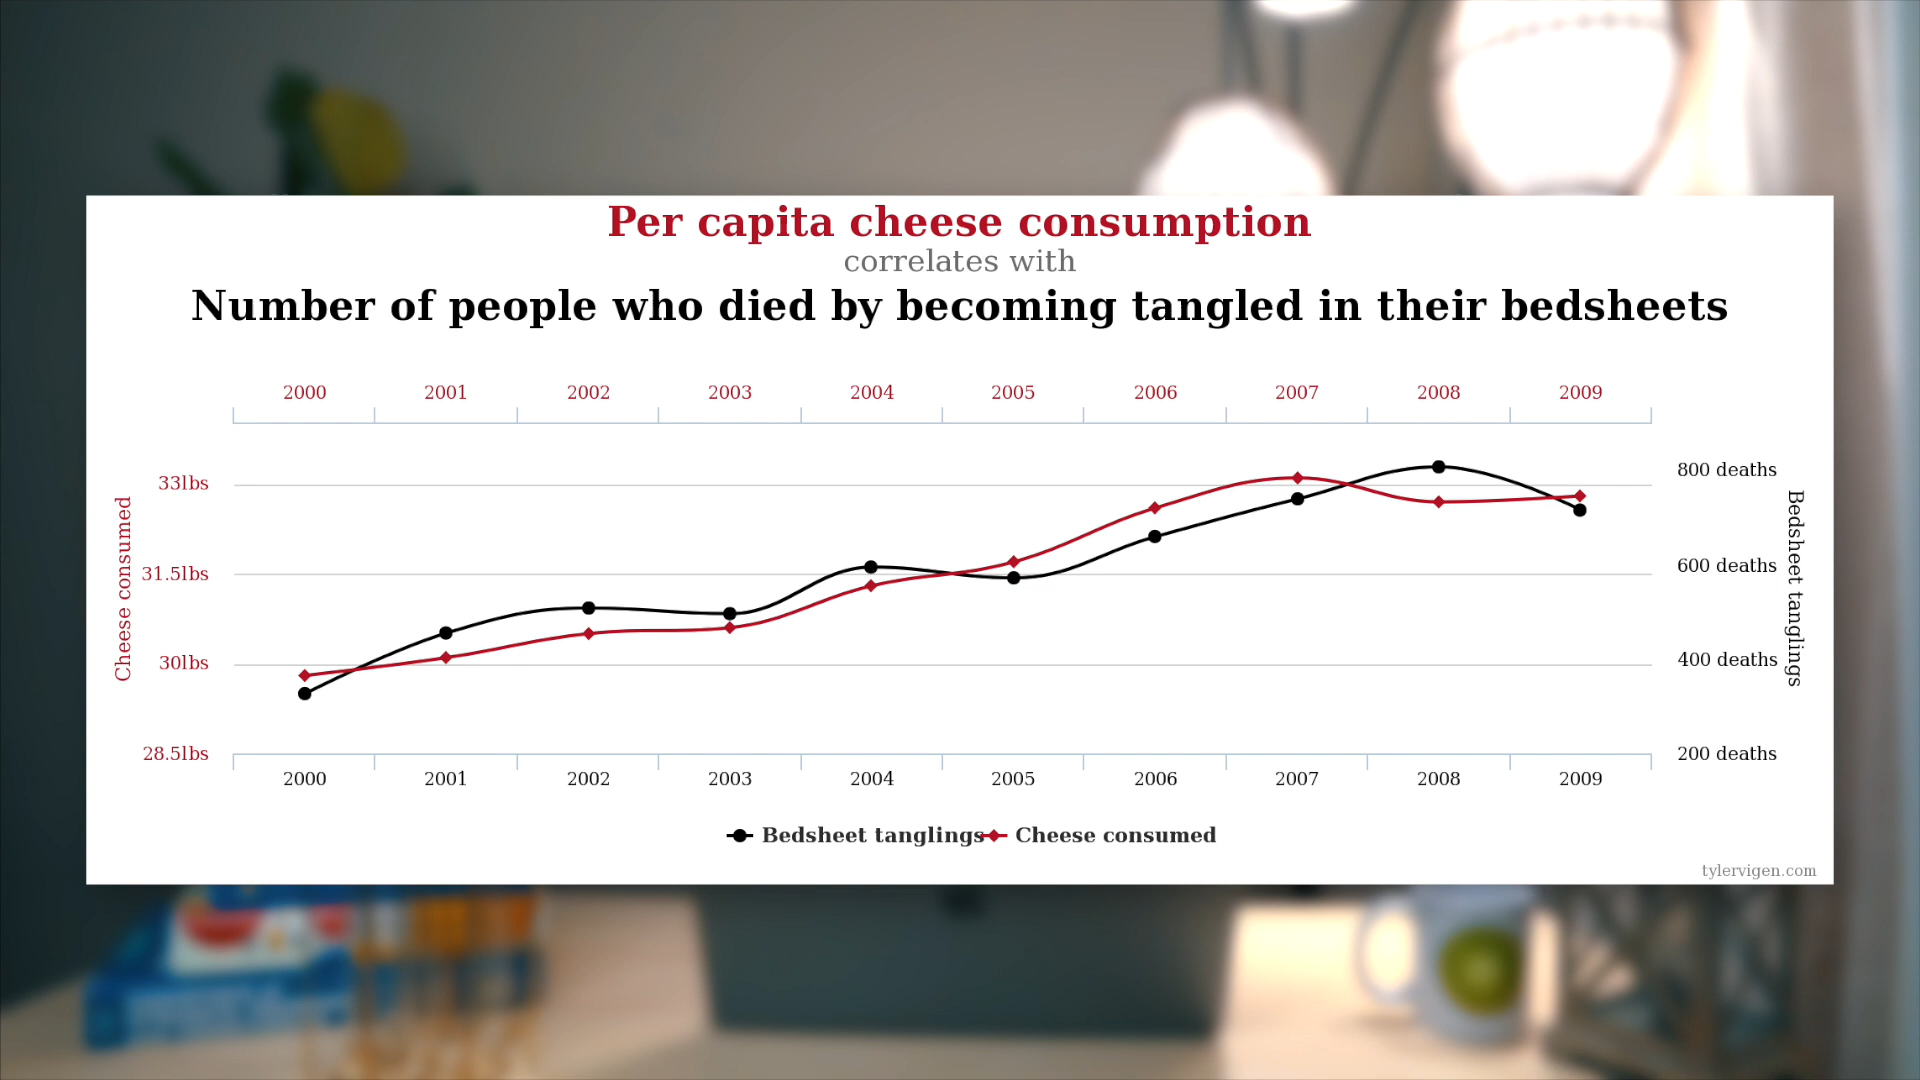 Per capita cheese consumption
correlates with
Number of people who died by becoming tangled in their bedsheets
2000 2001 2002 2003 2004 2005 2006 2007 2008 2009
33lbs
31.5lbs
30lbs
28.5lbs
Cheese consumed
800 deaths
600 deaths
400 deaths
200 deaths
Bedsheet tanglings
2000 2001 2002 2003 2004 2005 2006 2007 2008 2009
Bedsheet tanglings Cheese consumed
tylervigen.com